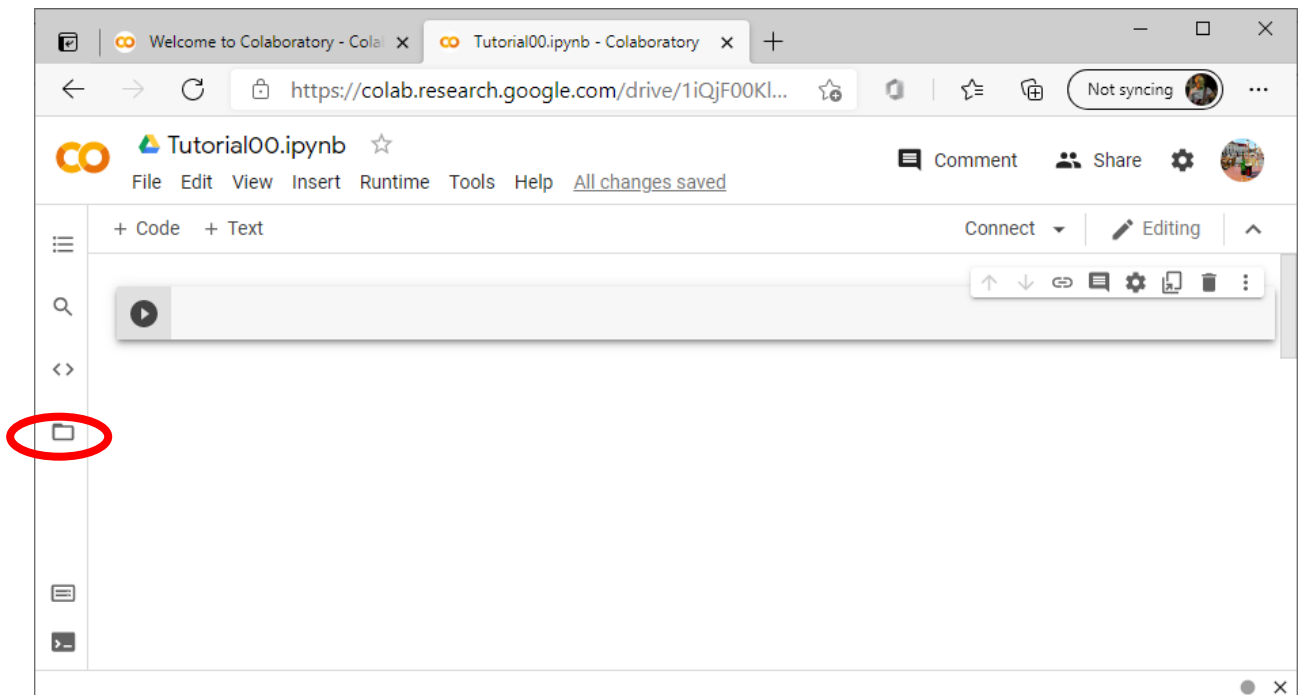 Welcome to Colaboratory - Cola
Tutorial00.ipynb - Colaboratory
https://colab.research.google.com/drive/1iQjF00Kl...
Not syncing
Tutorial00.ipynb
Comment
Share
File Edit View Insert Runtime Tools Help All changes saved
+ Code + Text
Connect
Editing